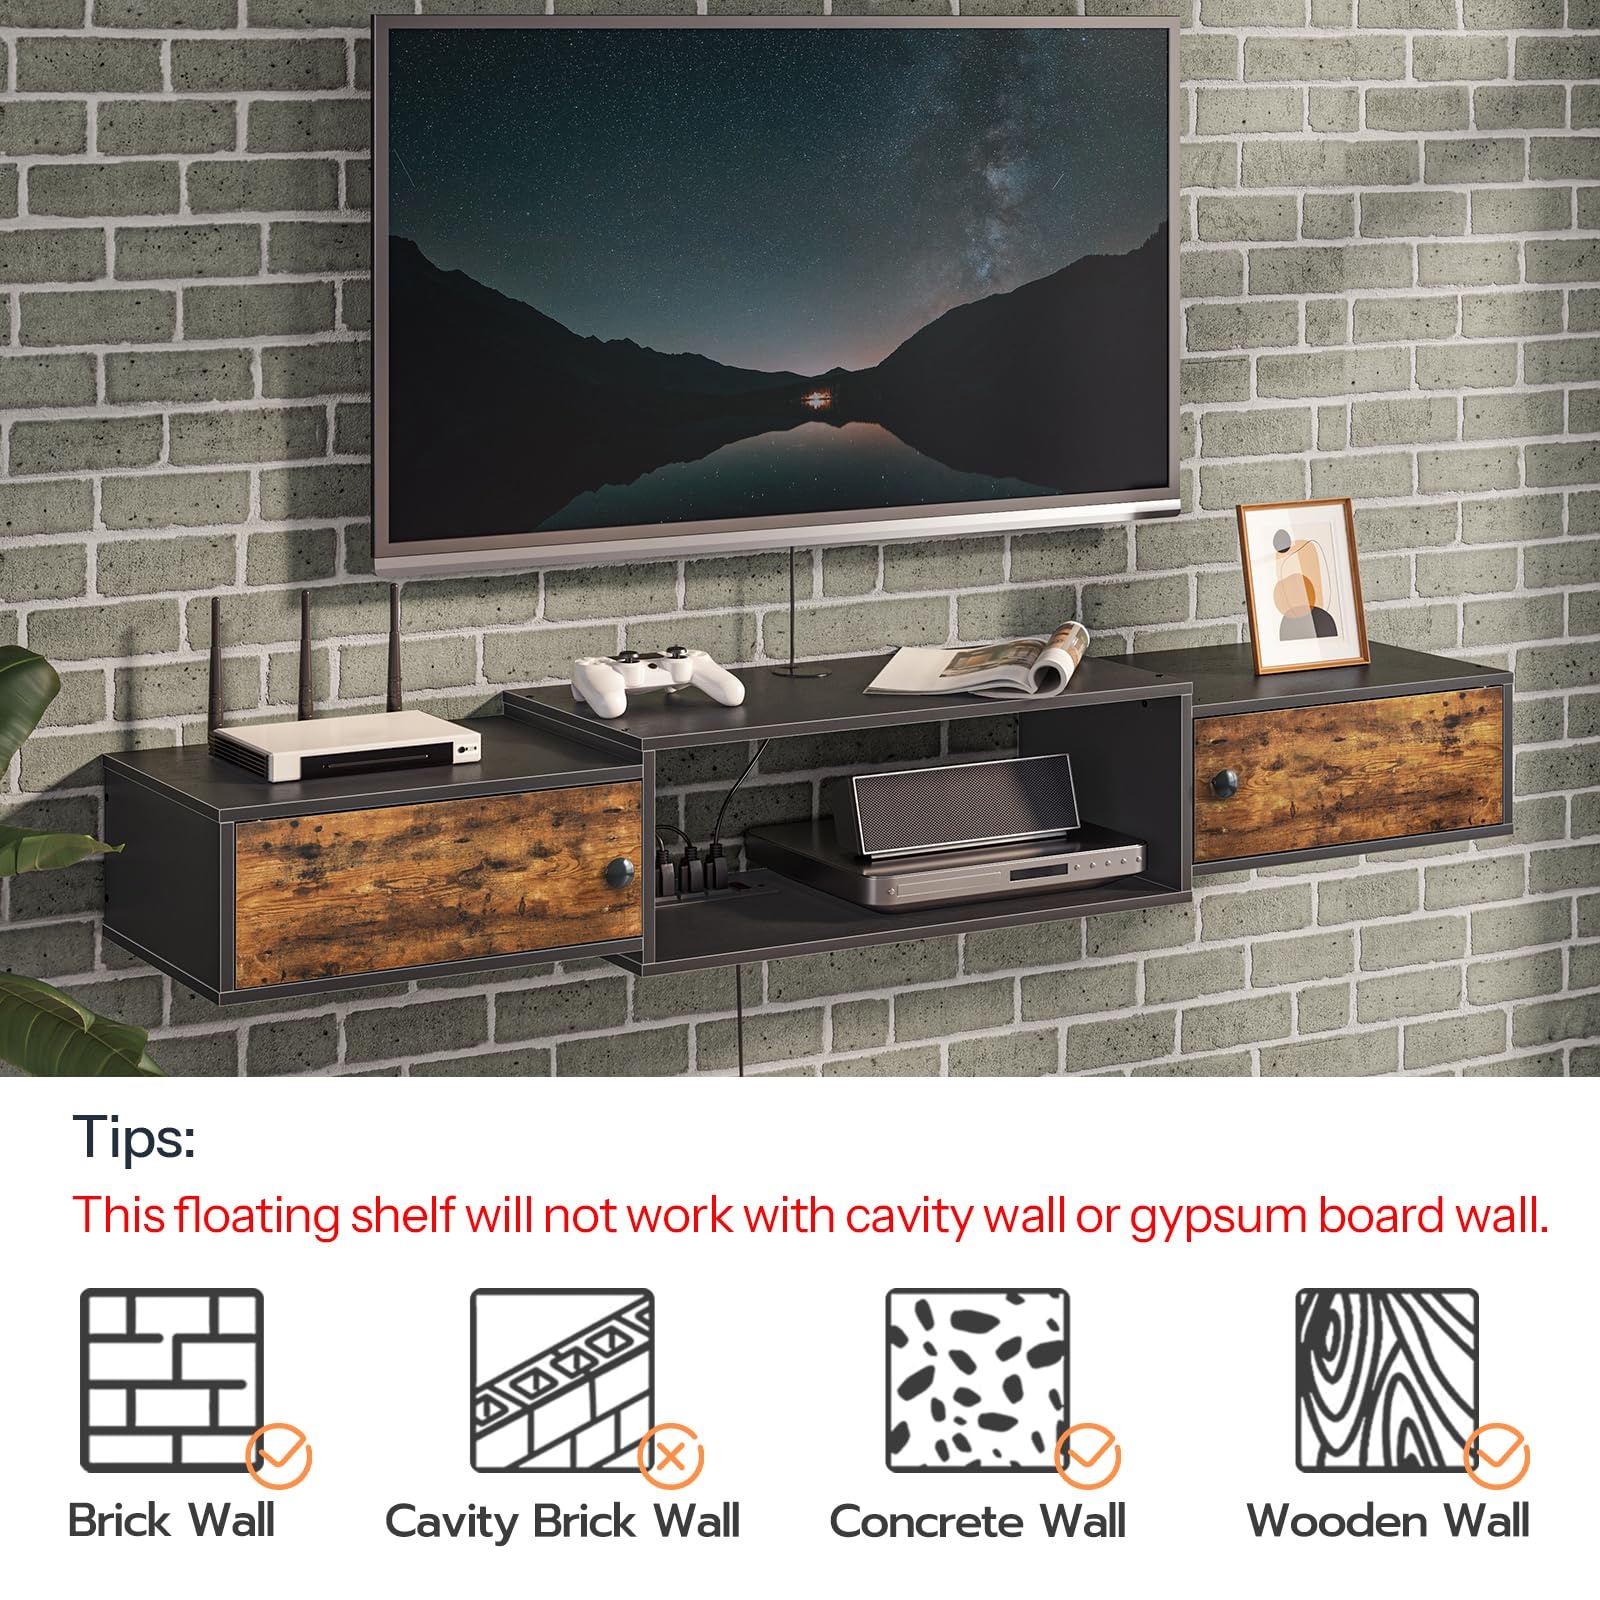 Tips:
This floating shelf will not work with cavity wall or gypsum board wall.
Brick Wall
Cavity Brick Wall
Concrete Wall
Wooden Wall